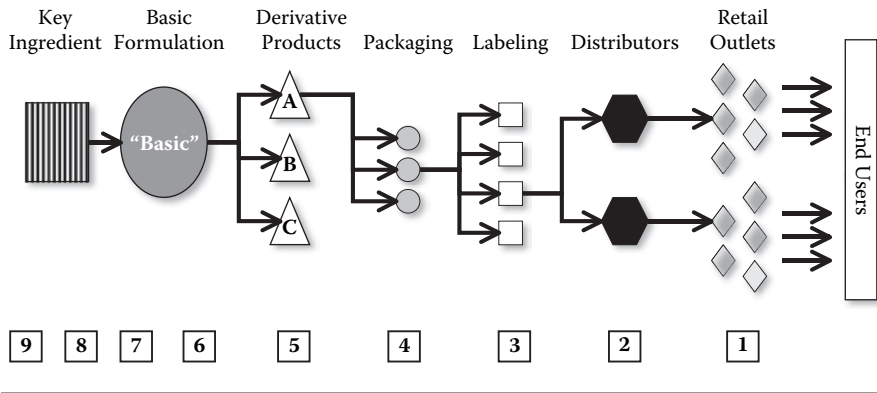 Key
Ingredient
Basic
Formulation
Derivative
Products
Packaging
Labeling
Distributors
Retail
Outlets
"Basic"
A
B
C
End Users
9 8 7 6 5 4 3 2 1